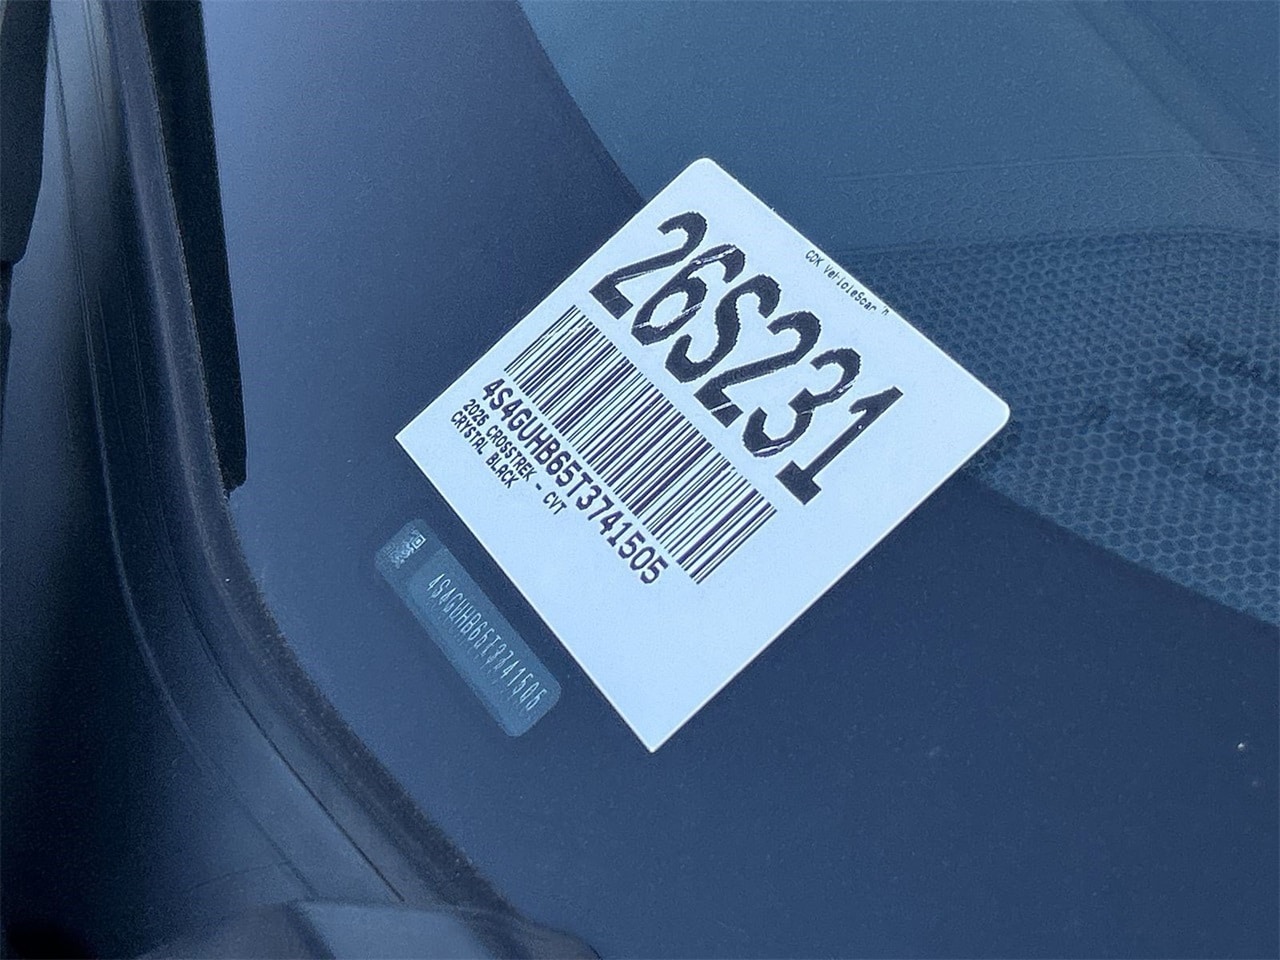 CDK VehicleScan
26S231
4S4GUHB65T3741505
2026 CROSSTREK - CVT
CRYSTAL BLACK
4S4GUHB65T3741505